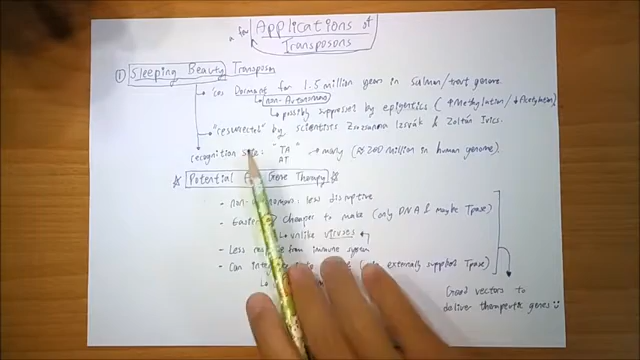 Applications of
Transposons
① Sleeping Beauty Transposon
'cos Dormant for 1.5 million years in salmon/trout genome.
non-Autonomous
possibly suppressed by epigentics (↑Methylation/↓Acetylation)
"resurrected" by scientists Zsuzsanna Izsvák & Zoltán Ivics.
recognition site: "TA" → many (≈ 200 million in human genome).
AT
☆ Potential for Gene Therapy ☆
- non-: less disruptive
- Easier cheaper to make (only DNA & maybe Tpase)
↳ unlike viruses
- Less from immune system
- Can externally supplied Tpase)
Good vectors to
deliver therapeutic genes